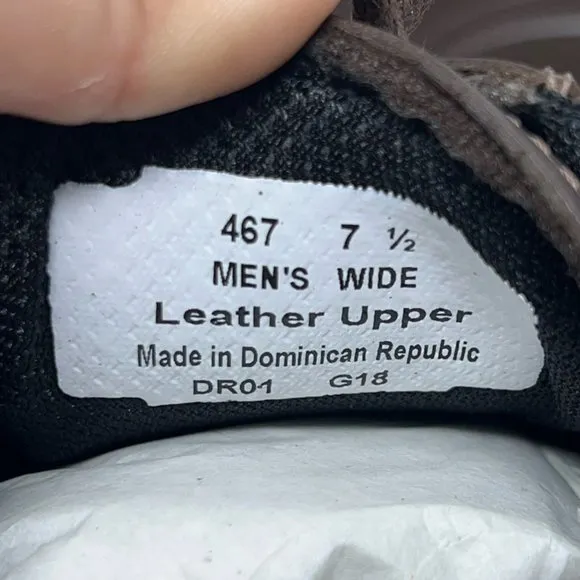 467 7 ½
MEN'S WIDE
Leather Upper
Made in Dominican Republic
DR01 G18